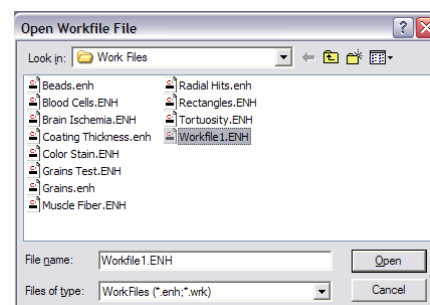 Open Workfile File
Look in: Work Files
Beads.enh
Blood Cells.ENH
Brain Ischemia.ENH
Coating Thickness.enh
Color Stain.ENH
Grains Test.ENH
Grains.enh
Muscle Fiber.ENH
Radial Hits.enh
Rectangles.ENH
Tortuosity.ENH
Workfile1.ENH
File name: Workfile1.ENH Open
Files of type: WorkFiles (*.enh;*.wrk) Cancel